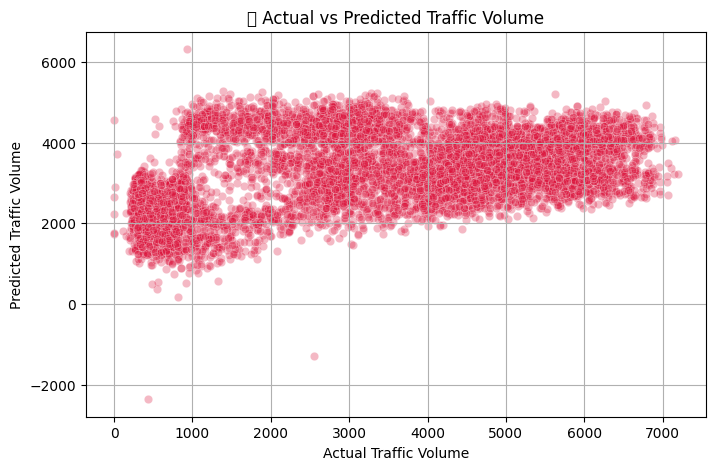 Actual vs Predicted Traffic Volume
6000
4000
2000
0
−2000
Predicted Traffic Volume
0 1000 2000 3000 4000 5000 6000 7000
Actual Traffic Volume